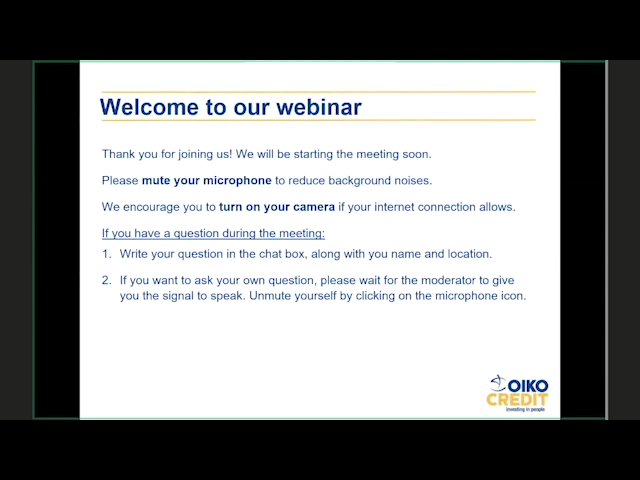 Welcome to our webinar
Thank you for joining us! We will be starting the meeting soon.
Please mute your microphone to reduce background noises.
We encourage you to turn on your camera if your internet connection allows.
If you have a question during the meeting:
1. Write your question in the chat box, along with you name and location.
2. If you want to ask your own question, please wait for the moderator to give
you the signal to speak. Unmute yourself by clicking on the microphone icon.
OIKO
CREDIT
investing in people